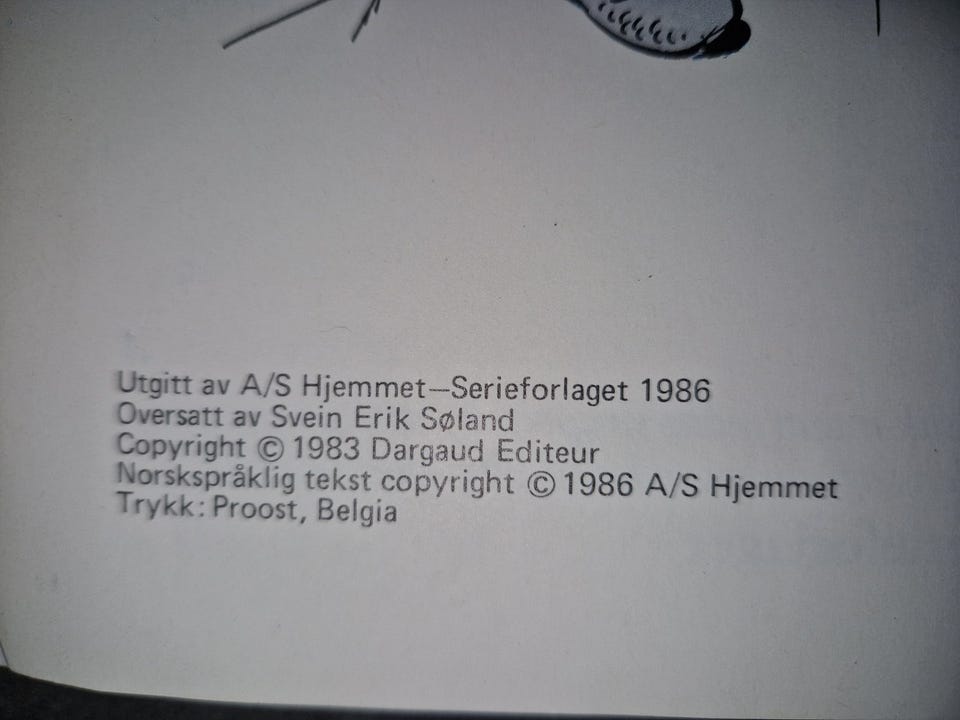 Utgitt av A/S Hjemmet—Serieforlaget 1986
Oversatt av Svein Erik Søland
Copyright © 1983 Dargaud Editeur
Norskspråklig tekst copyright © 1986 A/S Hjemmet
Trykk: Proost, Belgia